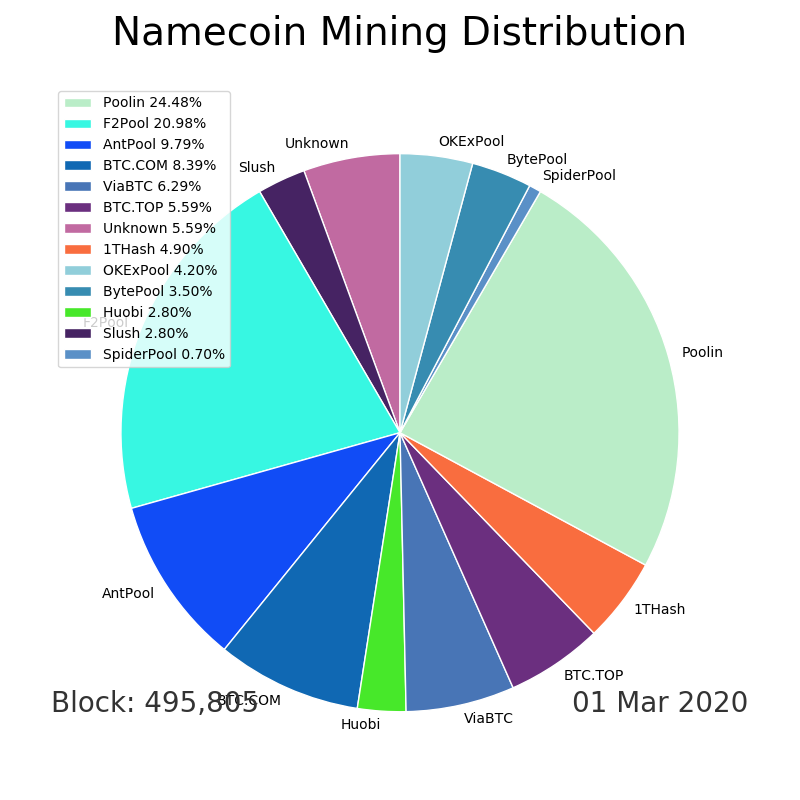 Namecoin Mining Distribution
Poolin 24.48%
F2Pool 20.98%
AntPool 9.79%
BTC.COM 8.39%
ViaBTC 6.29%
BTC.TOP 5.59%
Unknown 5.59%
1THash 4.90%
OKExPool 4.20%
BytePool 3.50%
Huobi 2.80%
Slush 2.80%
SpiderPool 0.70%
OKExPool
Unknown
BytePool
Slush
SpiderPool
F2Pool
Poolin
AntPool
1THash
BTC.TOP
BTC.COM
ViaBTC
Huobi
Block: 495,805
01 Mar 2020